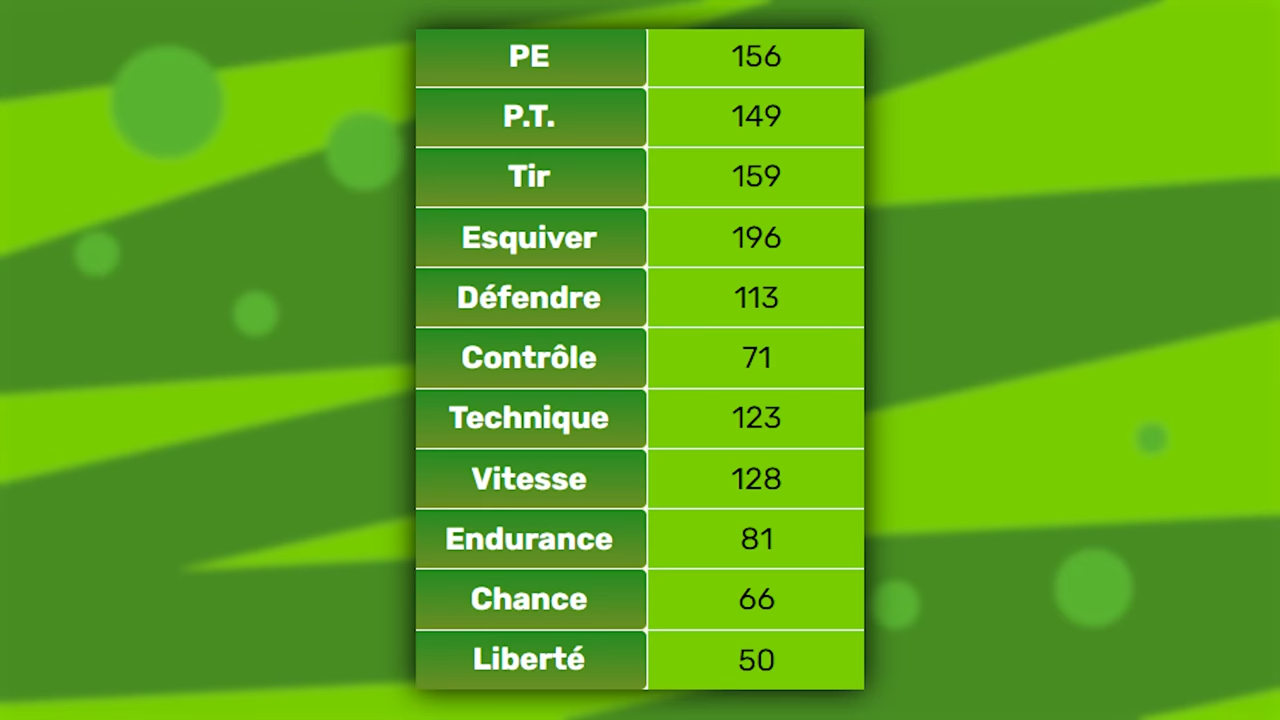 PE 156
P.T. 149
Tir 159
Esquiver 196
Défendre 113
Contrôle 71
Technique 123
Vitesse 128
Endurance 81
Chance 66
Liberté 50